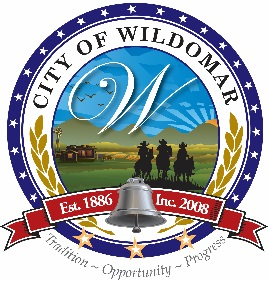 CITY OF WILDOMAR
W
Est. 1886
Inc. 2008
Tradition ~ Opportunity ~ Progress